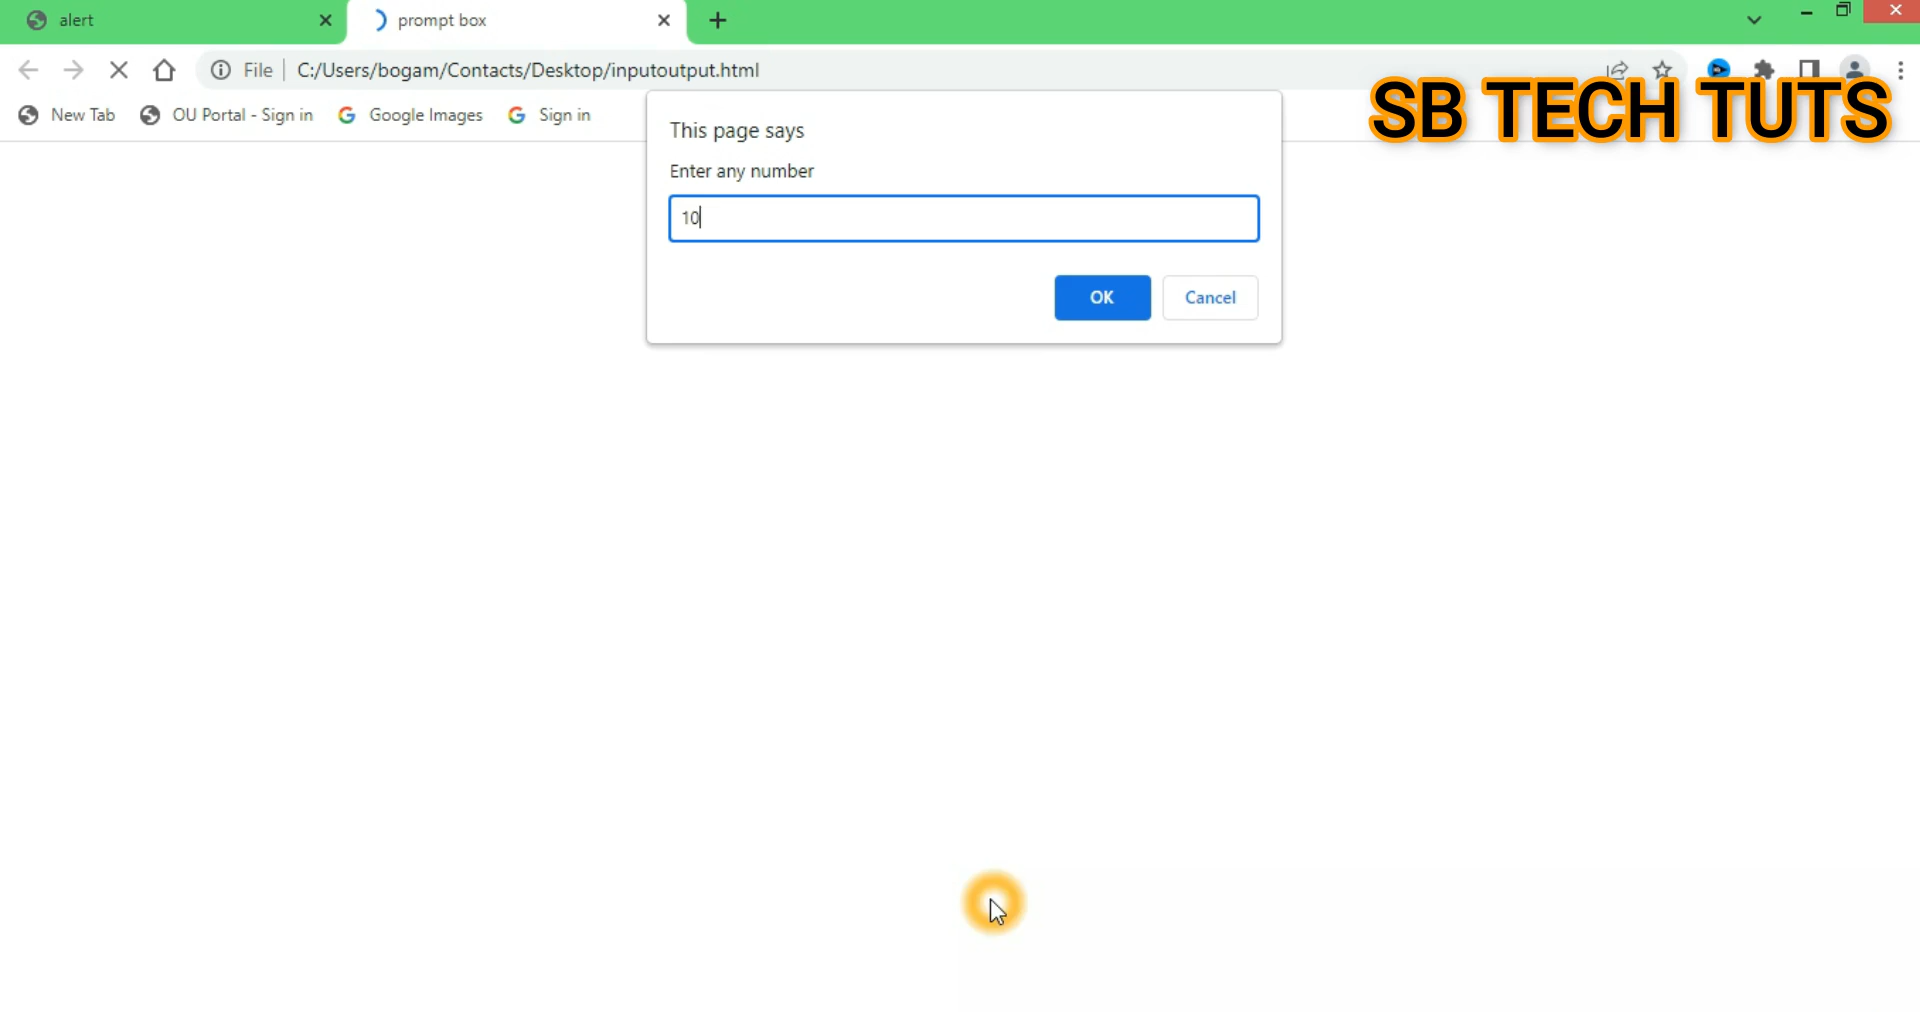 alert
prompt box
File
C:/Users/bogam/Contacts/Desktop/inputoutput.html
SB TECH TUTS
New Tab
OU Portal - Sign in
Google Images
Sign in
This page says
Enter any number
10
OK
Cancel